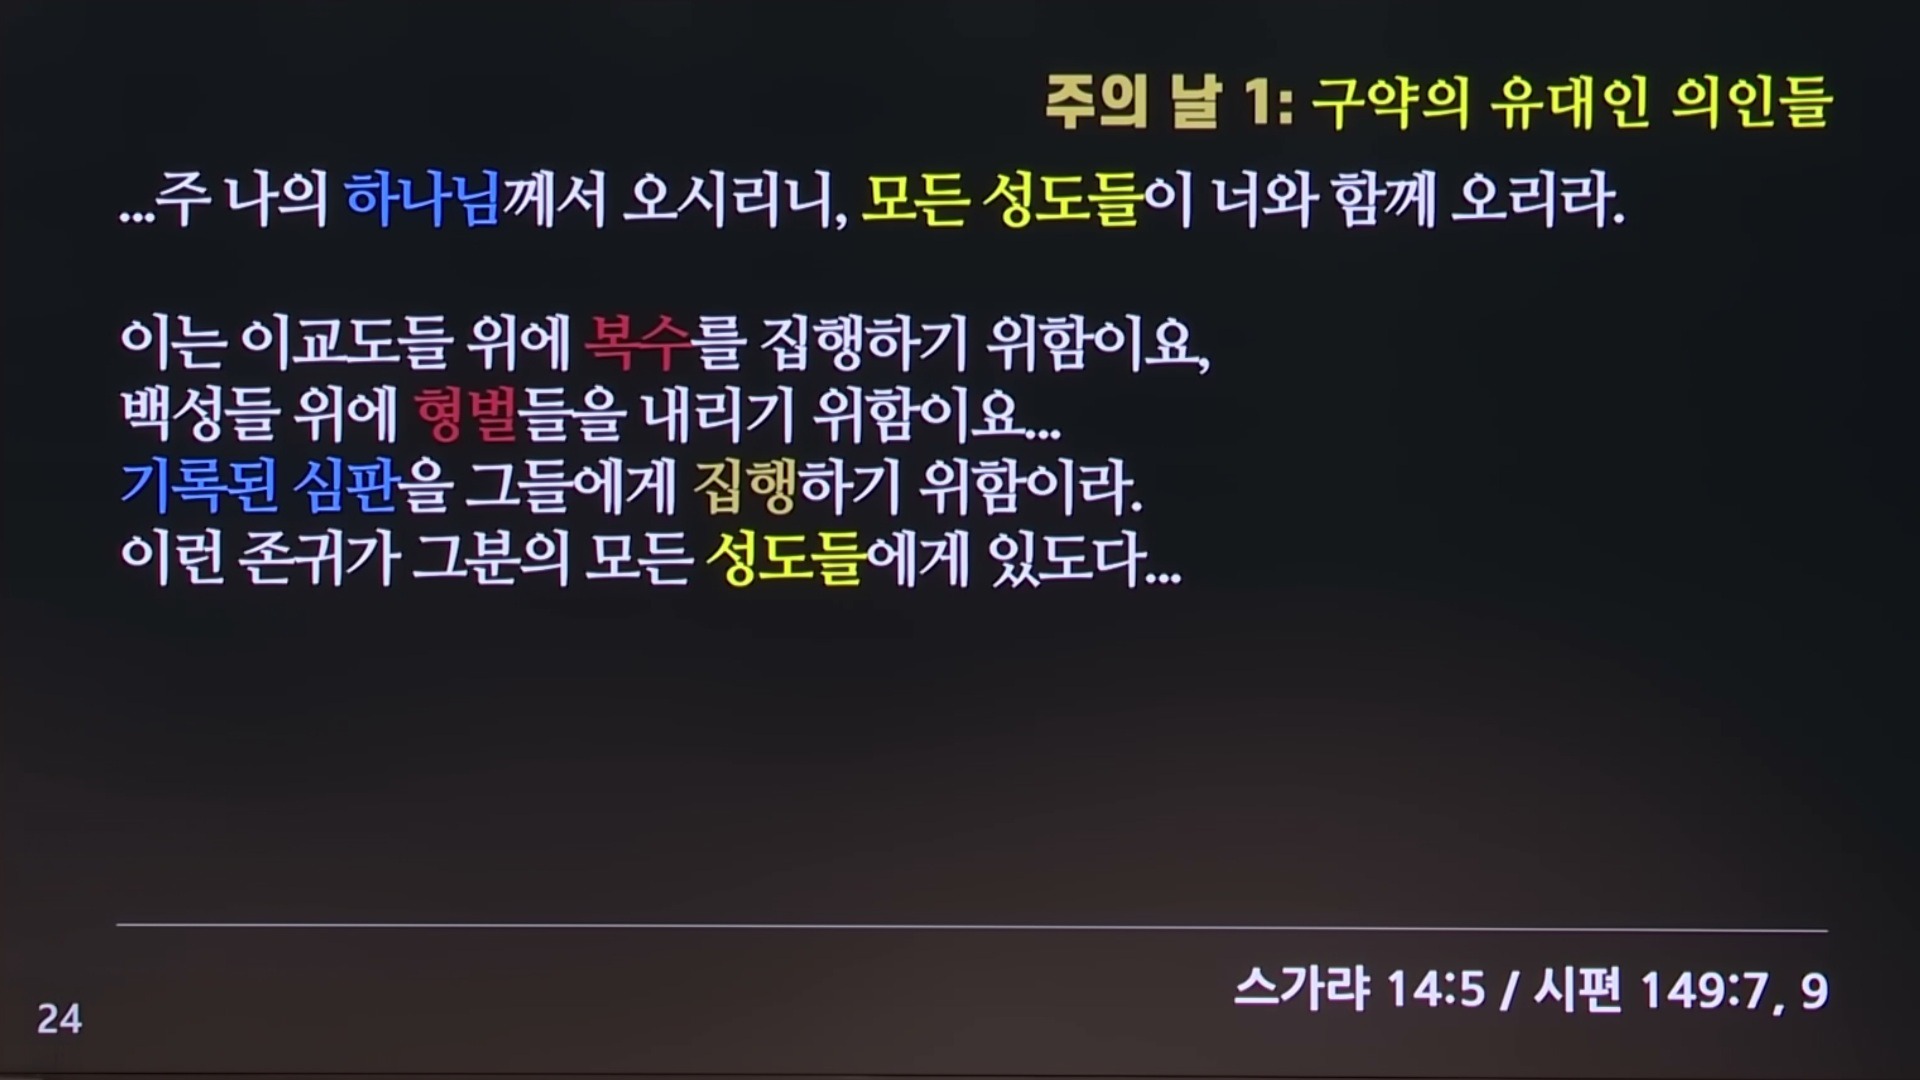 주의 날 1: 구약의 유대인 의인들
...주 나의 하나님께서 오시리니, 모든 성도들이 너와 함께 오리라.
이는 이교도들 위에 복수를 집행하기 위함이요,
백성들 위에 형벌들을 내리기 위함이요...
기록된 심판을 그들에게 집행하기 위함이라.
이런 존귀가 그분의 모든 성도들에게 있도다...
스가랴 14:5 / 시편 149:7, 9
24